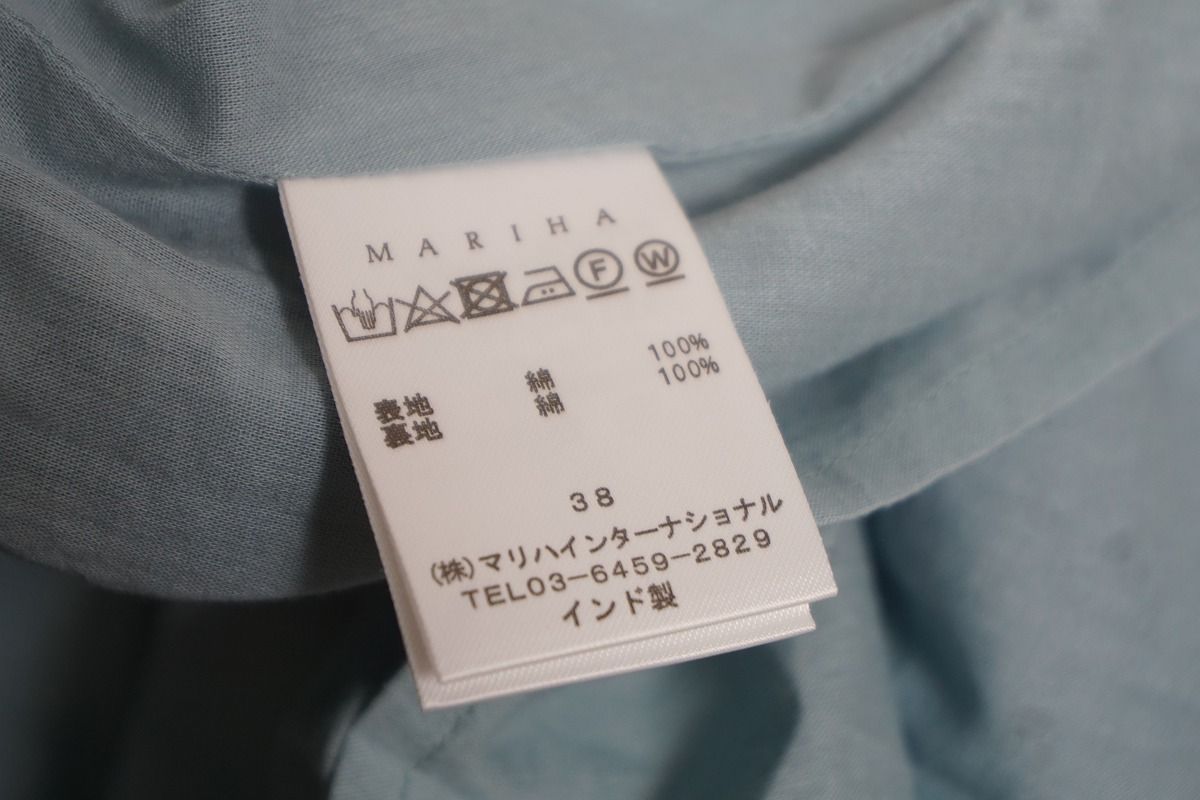 MARIHA
F W
表地 綿 100%
裏地 綿 100%
38
(株)マリハインターナショナル
TEL03-6459-2829
インド製